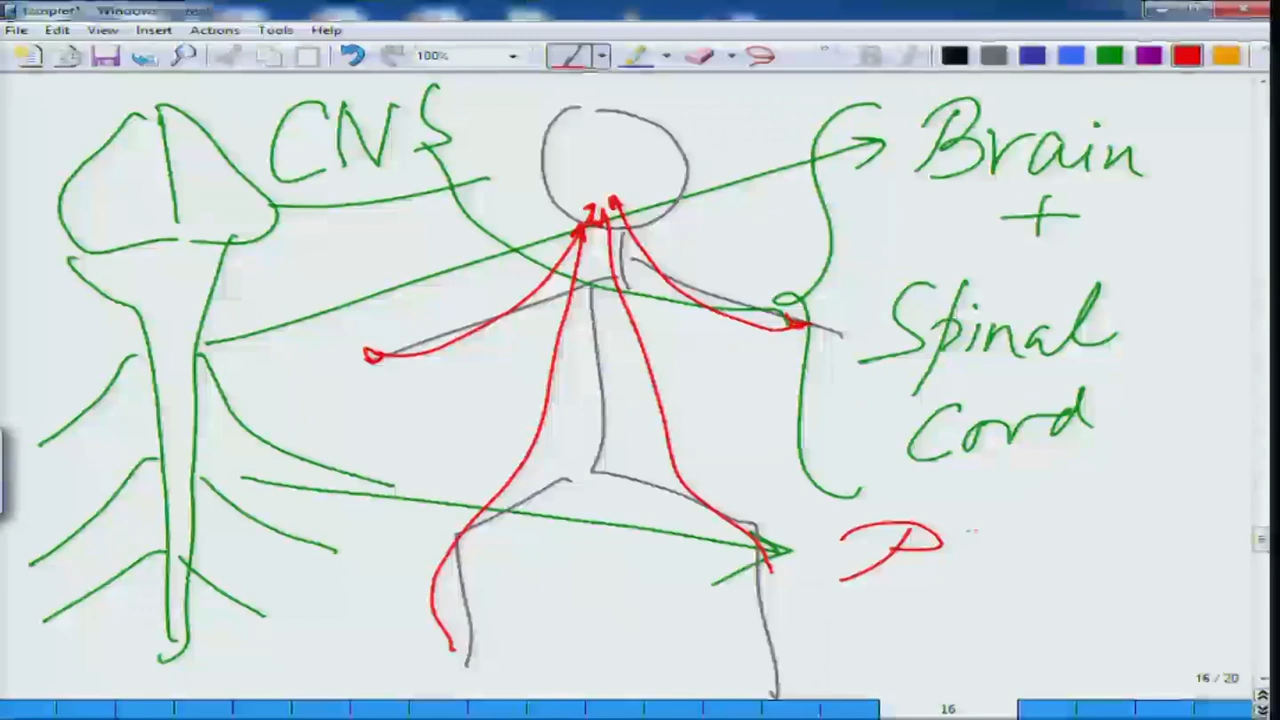 File Edit View Insert Actions Tools Help
100%
CNS
Brain
+
Spinal
Cord
P
16 / 20
16